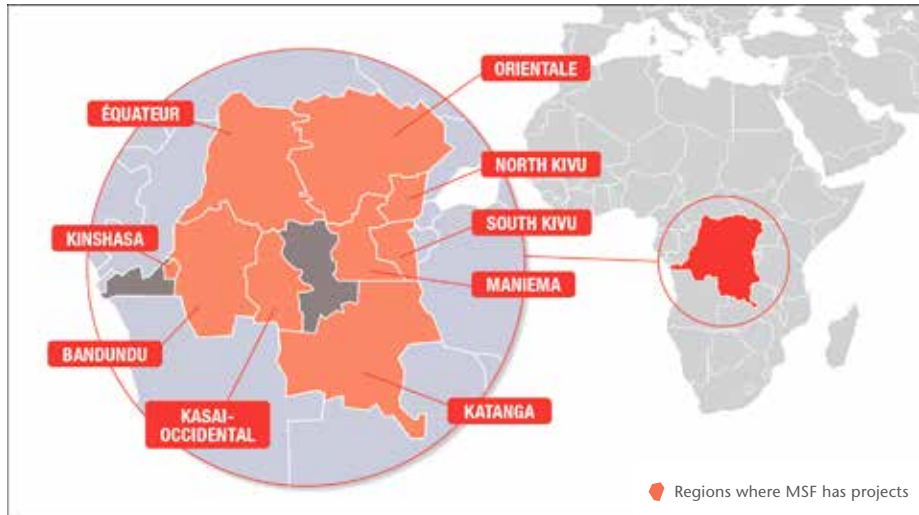 ORIENTALE
ÉQUATEUR
NORTH KIVU
SOUTH KIVU
KINSHASA
MANIEMA
BANDUNDU
KASAI-
OCCIDENTAL
KATANGA
Regions where MSF has projects